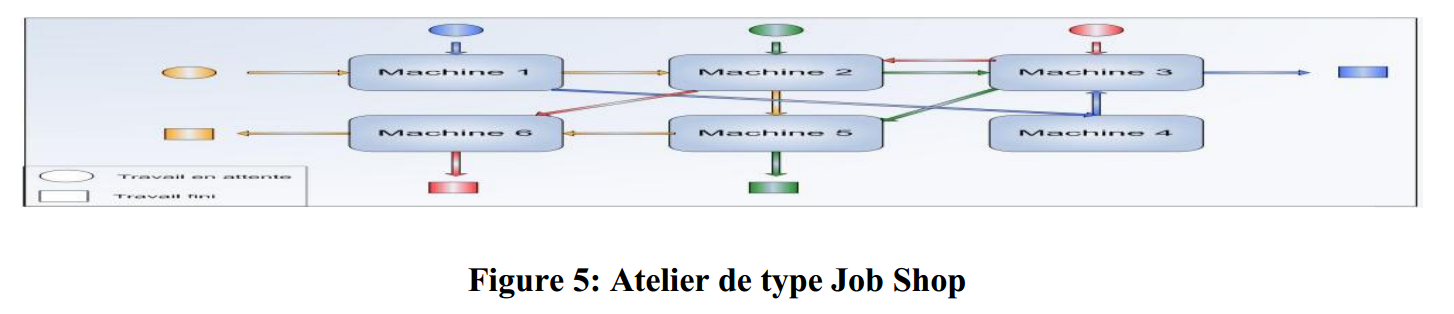 Machine 1
Machine 2
Machine 3
Machine 6
Machine 5
Machine 4
Travail en attente
Travail fini
Figure 5: Atelier de type Job Shop